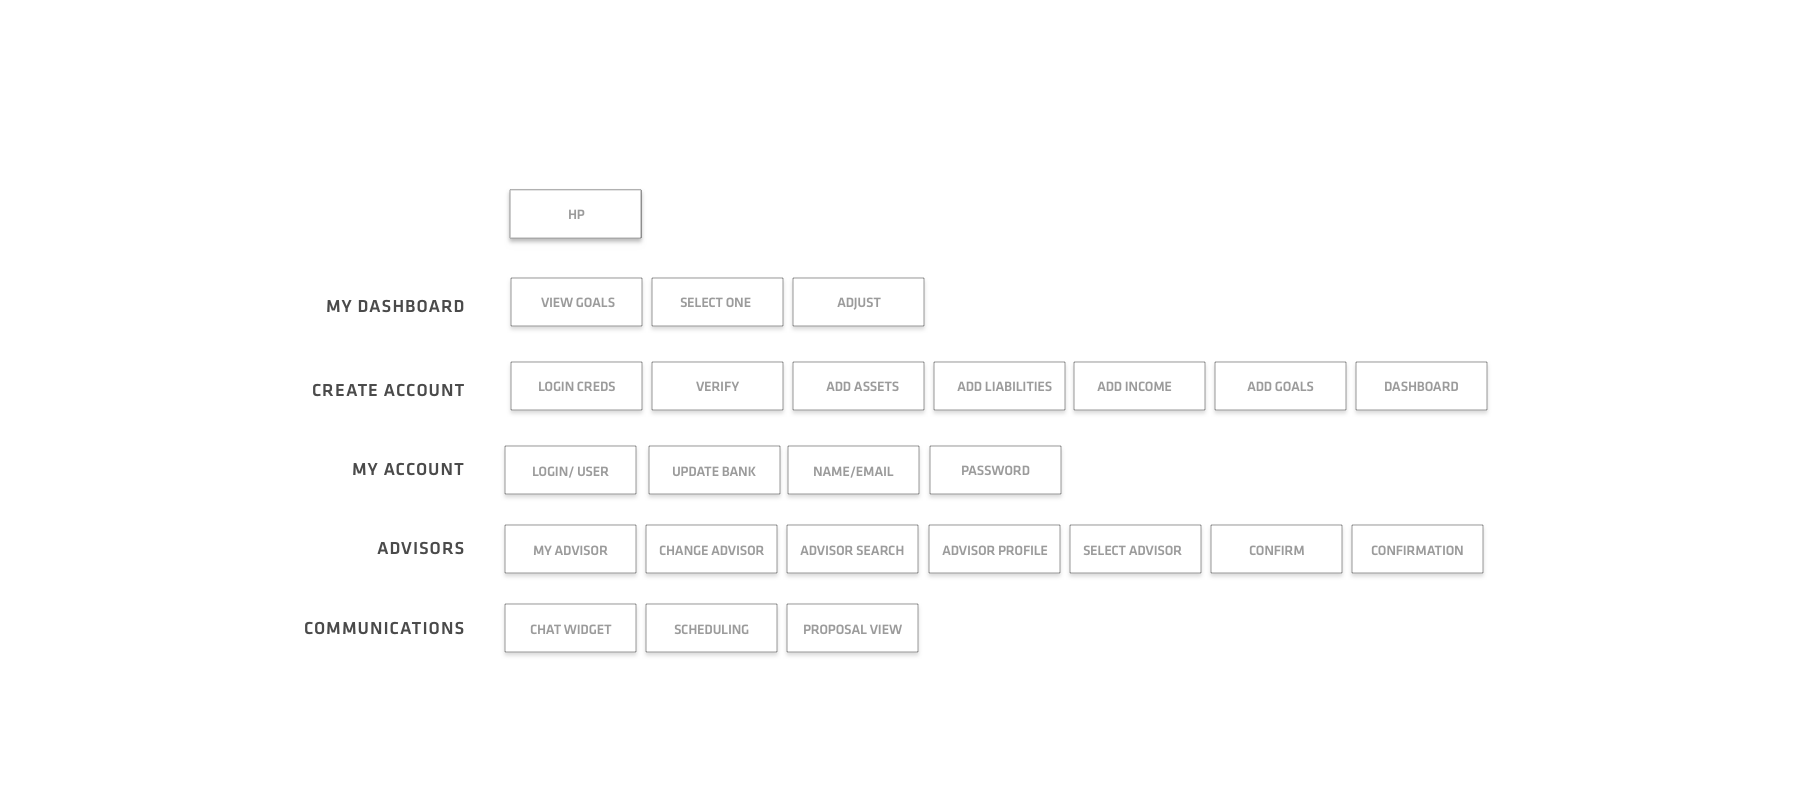 HP
MY DASHBOARD
VIEW GOALS
SELECT ONE
ADJUST
CREATE ACCOUNT
LOGIN CREDS
VERIFY
ADD ASSETS
ADD LIABILITIES
ADD INCOME
ADD GOALS
DASHBOARD
MY ACCOUNT
LOGIN/ USER
UPDATE BANK
NAME/EMAIL
PASSWORD
ADVISORS
MY ADVISOR
CHANGE ADVISOR
ADVISOR SEARCH
ADVISOR PROFILE
SELECT ADVISOR
CONFIRM
CONFIRMATION
COMMUNICATIONS
CHAT WIDGET
SCHEDULING
PROPOSAL VIEW